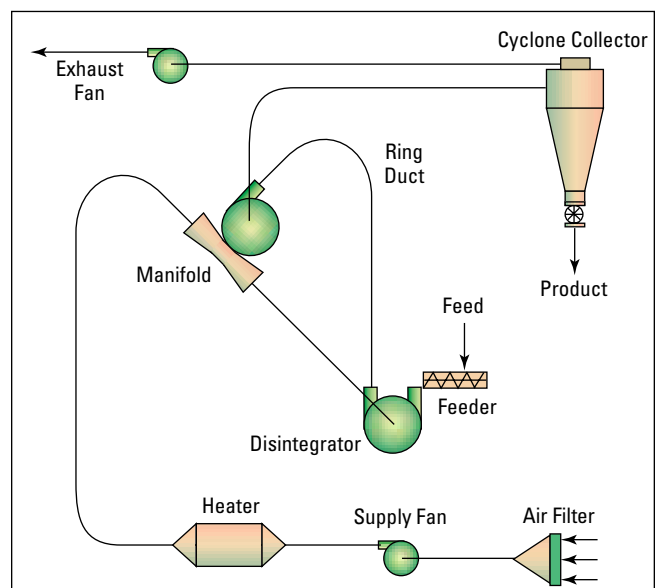 Cyclone Collector
Exhaust
Fan
Ring
Duct
Manifold
Product
Feed
Feeder
Disintegrator
Heater
Supply Fan
Air Filter